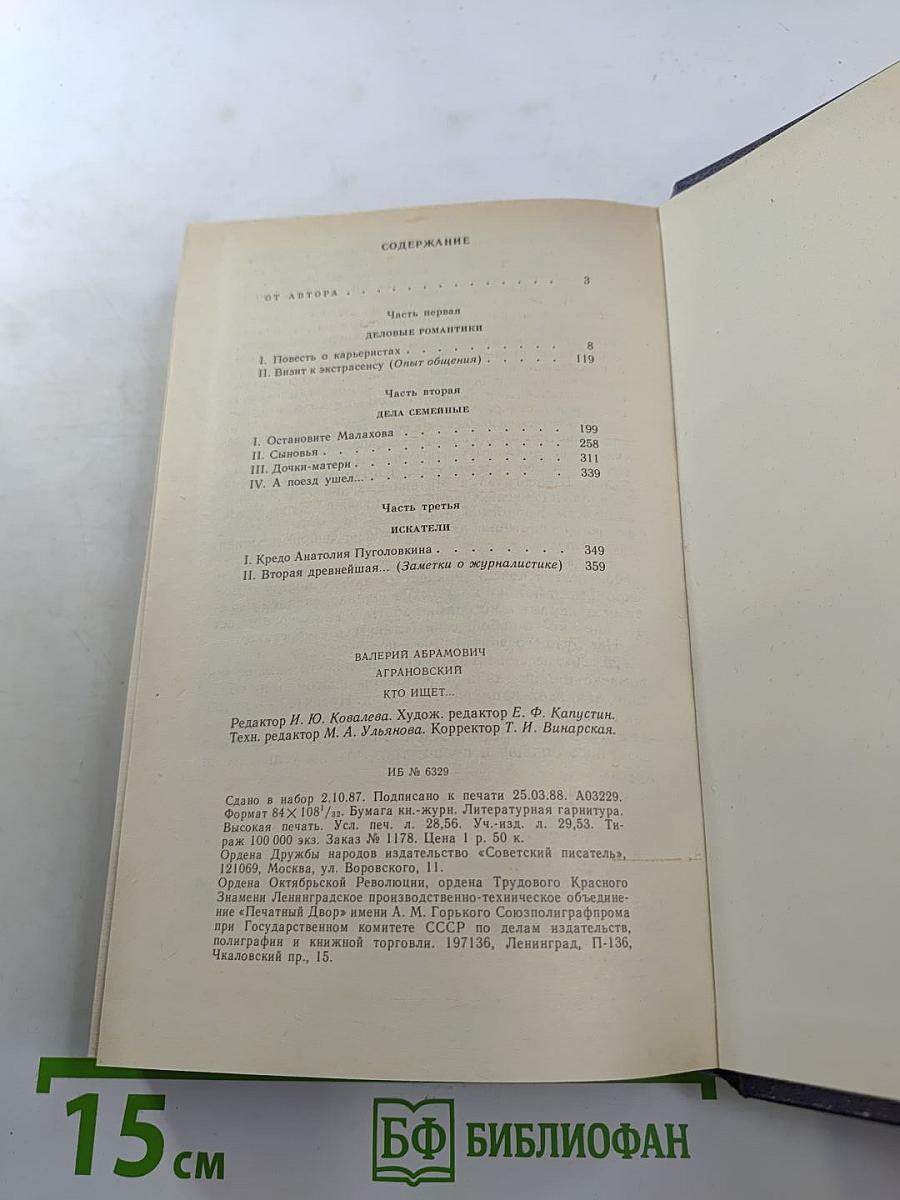 СОДЕРЖАНИЕ
ОТ АВТОРА . . . . . . . . . . . . . . 3
Часть первая
ДЕЛОВЫЕ РОМАНТИКИ
I. Повесть о карьеристах . . . . . . . . . . 8
II. Визит к экстрасенсу (Опыт общения) . . . . . 119
Часть вторая
ДЕЛА СЕМЕЙНЫЕ
I. Остановите Малахова . . . . . . . . . . . 199
II. Сыновья . . . . . . . . . . . . . . . . 258
III. Дочки-матери . . . . . . . . . . . . . . 311
IV. А поезд ушел... . . . . . . . . . . . . . 339
Часть третья
ИСКАТЕЛИ
I. Кредо Анатолия Пуголовкина . . . . . . . . 349
II. Вторая древнейшая... (Заметки о журналистике) 359
ВАЛЕРИЙ АБРАМОВИЧ
АГРАНОВСКИЙ
КТО ИЩЕТ...
Редактор И. Ю. Ковалева. Худож. редактор Е. Ф. Капустин.
Техн. редактор М. А. Ульянова. Корректор Т. И. Винарская.
ИБ № 6329
Сдано в набор 2.10.87. Подписано к печати 25.03.88. А03229.
Формат 84×108¹/₃₂. Бумага кн.-журн. Литературная гарнитура.
Высокая печать. Усл. печ. л. 28,56. Уч.-изд. л. 29,53. Ти-
раж 100 000 экз. Заказ № 1178. Цена 1 р. 50 к.
Ордена Дружбы народов издательство «Советский писатель»,
121069, Москва, ул. Воровского, 11.
Ордена Октябрьской Революции, ордена Трудового Красного
Знамени Ленинградское производственно-техническое объедине-
ние «Печатный Двор» имени А. М. Горького Союзполиграфпрома
при Государственном комитете СССР по делам издательств,
полиграфии и книжной торговли. 197136, Ленинград, П-136,
Чкаловский пр., 15.
15 см
БФ БИБЛИОФАН